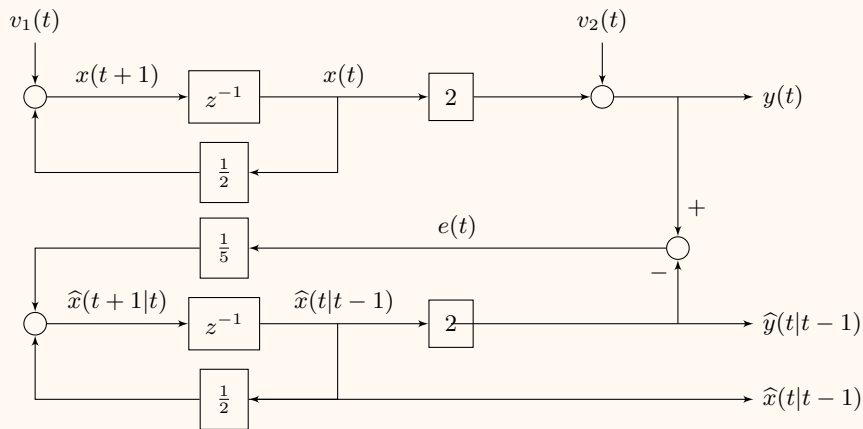 v₁(t)
v₂(t)
x(t + 1)
z⁻¹
x(t)
2
y(t)
1/2
+
e(t)
1/5
−
x̂(t + 1|t)
z⁻¹
x̂(t|t − 1)
2
ŷ(t|t − 1)
1/2
x̂(t|t − 1)